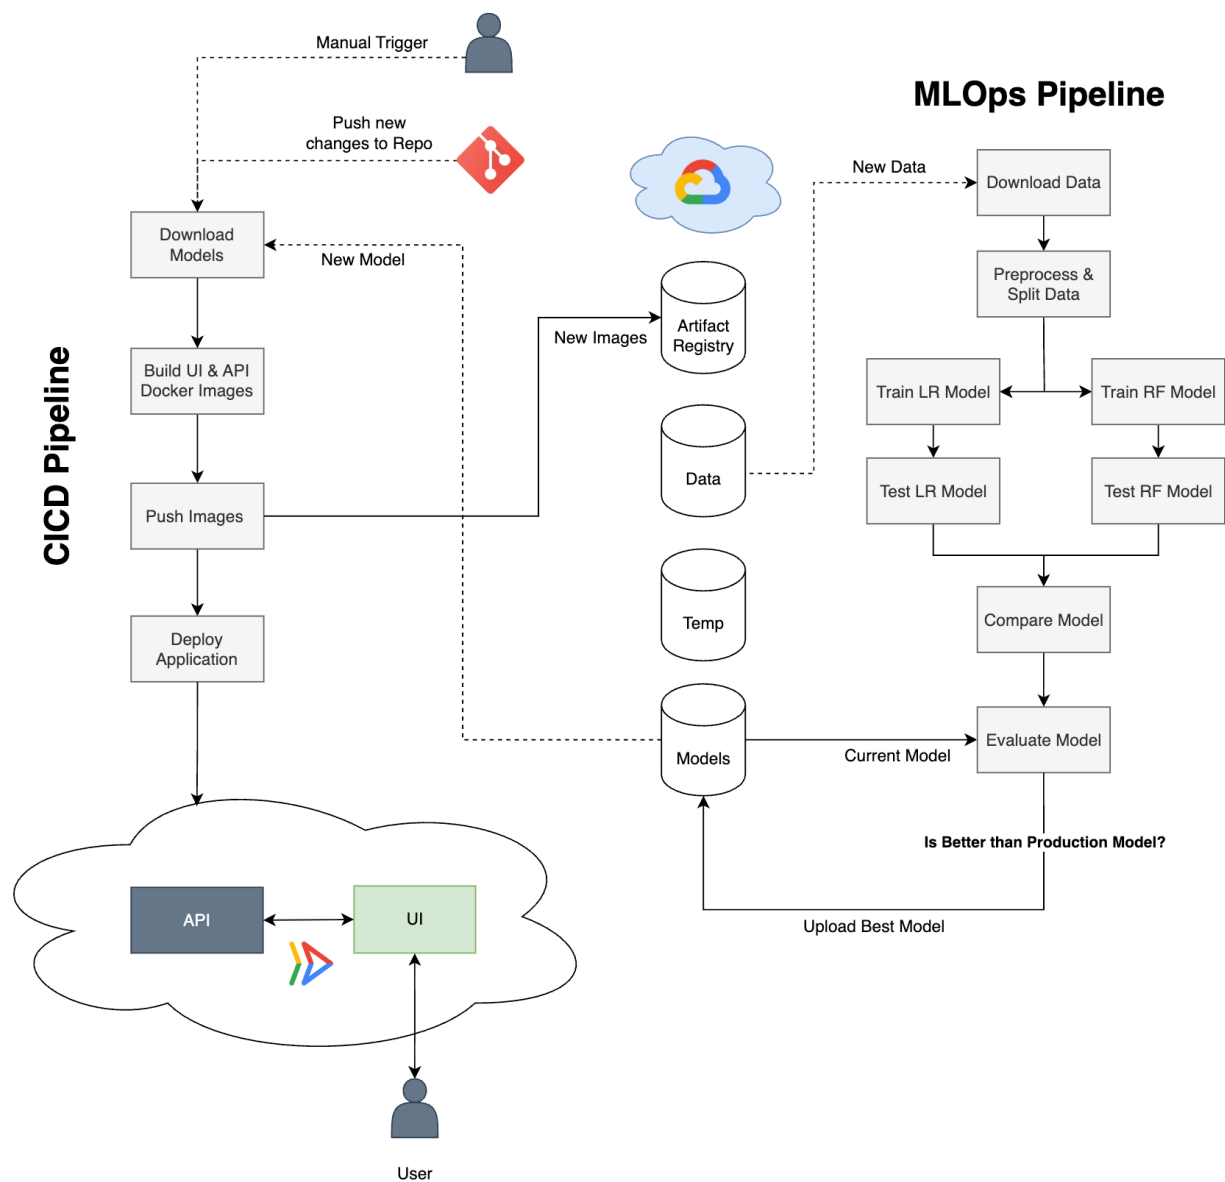 Manual Trigger
Push new
changes to Repo
MLOps Pipeline
New Data
Download Data
Download
Models
New Model
Preprocess &
Split Data
Artifact
Registry
New Images
CICD Pipeline
Build UI & API
Docker Images
Train LR Model
Train RF Model
Data
Test LR Model
Test RF Model
Push Images
Temp
Compare Model
Deploy
Application
Models
Current Model
Evaluate Model
Is Better than Production Model?
Upload Best Model
API
UI
User